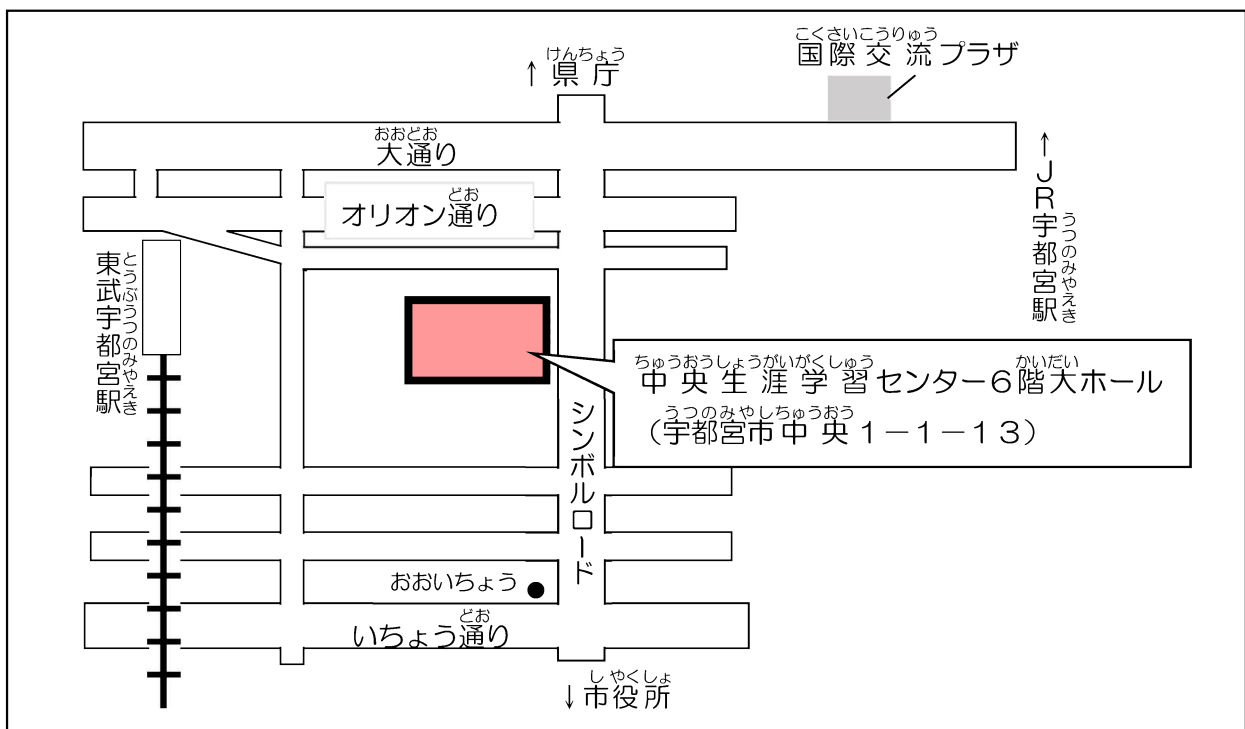 こくさいこうりゅう
国際交流プラザ
けんちょう
↑県庁
おおどお
大通り
どお
オリオン通り
↑JR宇都宮駅
うつのみやえき
東武宇都宮駅
とうぶうつのみやえき
ちゅうおうしょうがいがくしゅう かいだい
中央生涯学習センター6階大ホール
うつのみやしちゅうおう
（宇都宮市中央1－1－13）
シンボルロード
おおいちょう
どお
いちょう通り
しやくしょ
↓市役所